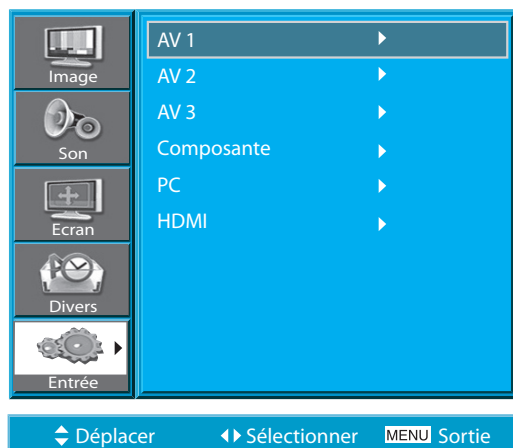 Image
Son
Ecran
Divers
Entrée
AV 1
AV 2
AV 3
Composante
PC
HDMI
Déplacer Sélectionner MENU Sortie